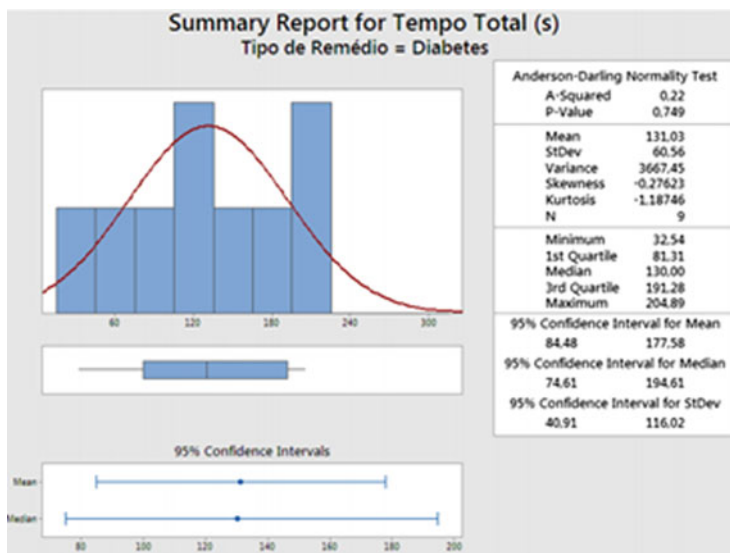 Summary Report for Tempo Total (s)
Tipo de Remédio = Diabetes
60 120 180 240 300
95% Confidence Intervals
Mean
Median
80 100 120 140 160 180 200
Anderson-Darling Normality Test
A-Squared 0,22
P-Value 0,749
Mean 131,03
StDev 60,56
Variance 3667,45
Skewness -0,27623
Kurtosis -1,18746
N 9
Minimum 32,54
1st Quartile 81,31
Median 130,00
3rd Quartile 191,28
Maximum 204,89
95% Confidence Interval for Mean
84,48 177,58
95% Confidence Interval for Median
74,61 194,61
95% Confidence Interval for StDev
40,91 116,02